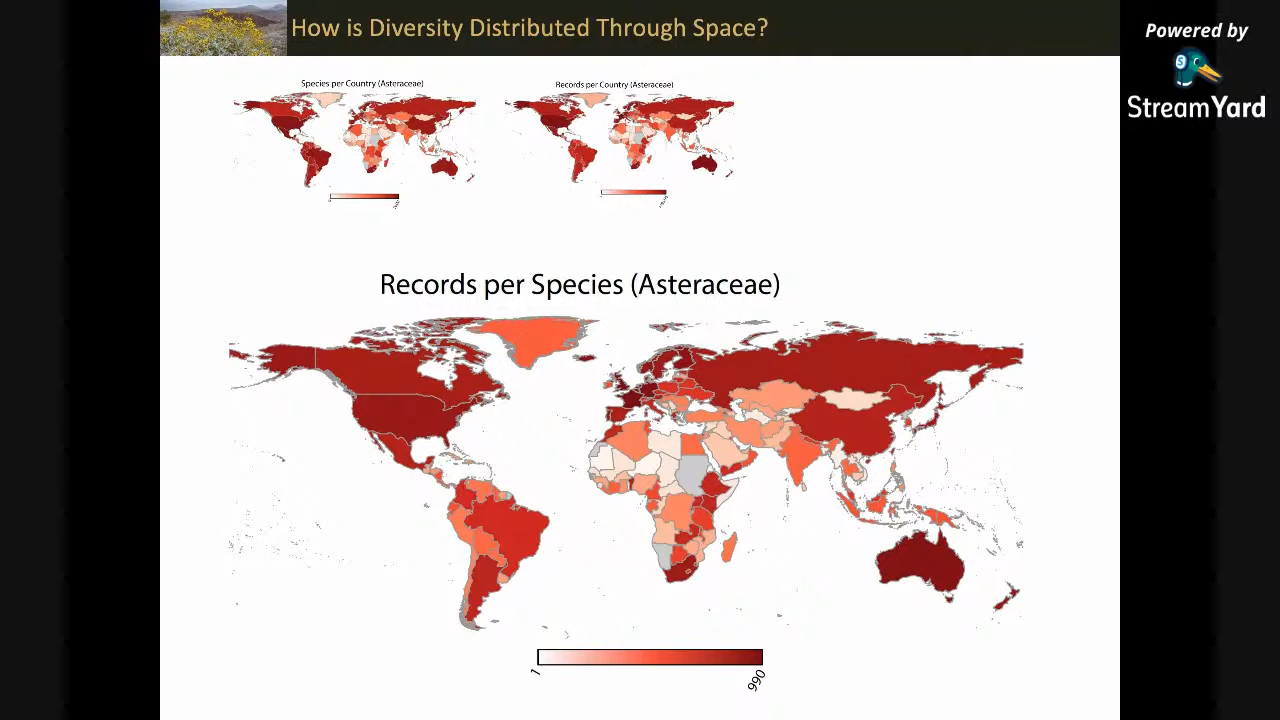 How is Diversity Distributed Through Space?
Powered by
StreamYard
Species per Country (Asteraceae)
Records per Country (Asteraceae)
Records per Species (Asteraceae)
1
990